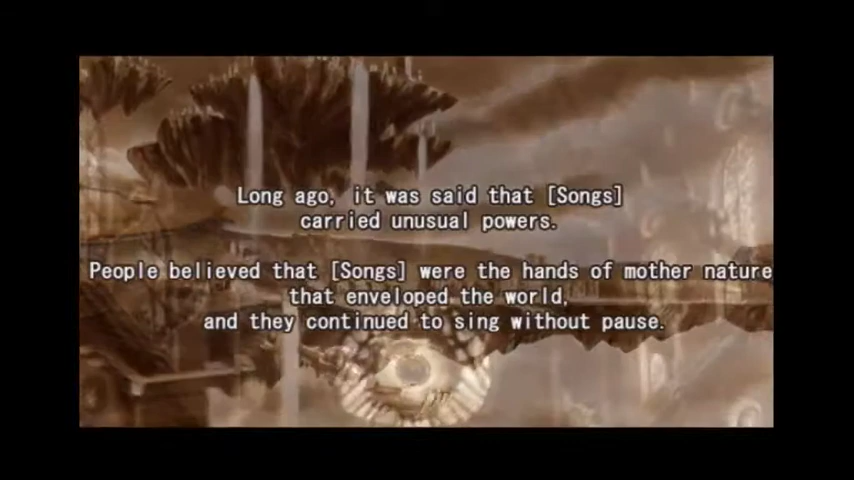 Long ago, it was said that [Songs]
carried unusual powers.
People believed that [Songs] were the hands of mother nature
that enveloped the world,
and they continued to sing without pause.